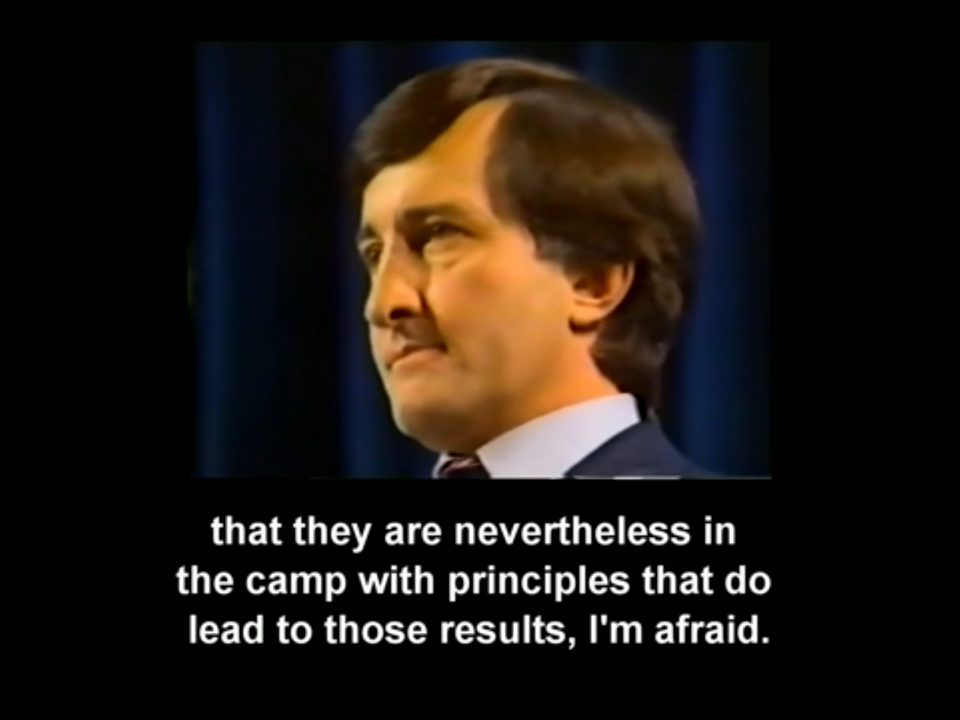 that they are nevertheless in
the camp with principles that do
lead to those results, I'm afraid.